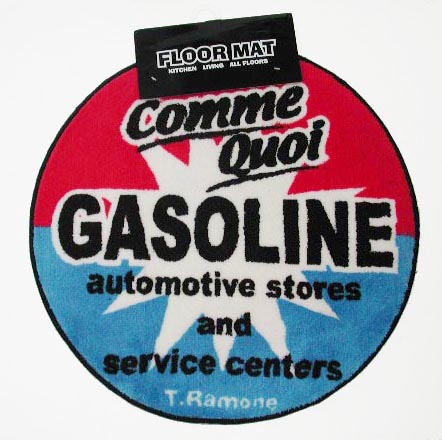 FLOOR MAT
KITCHEN LIVING ALL FLOORS
Comme
Quoi
GASOLINE
automotive stores
and
service centers
T.Ramone